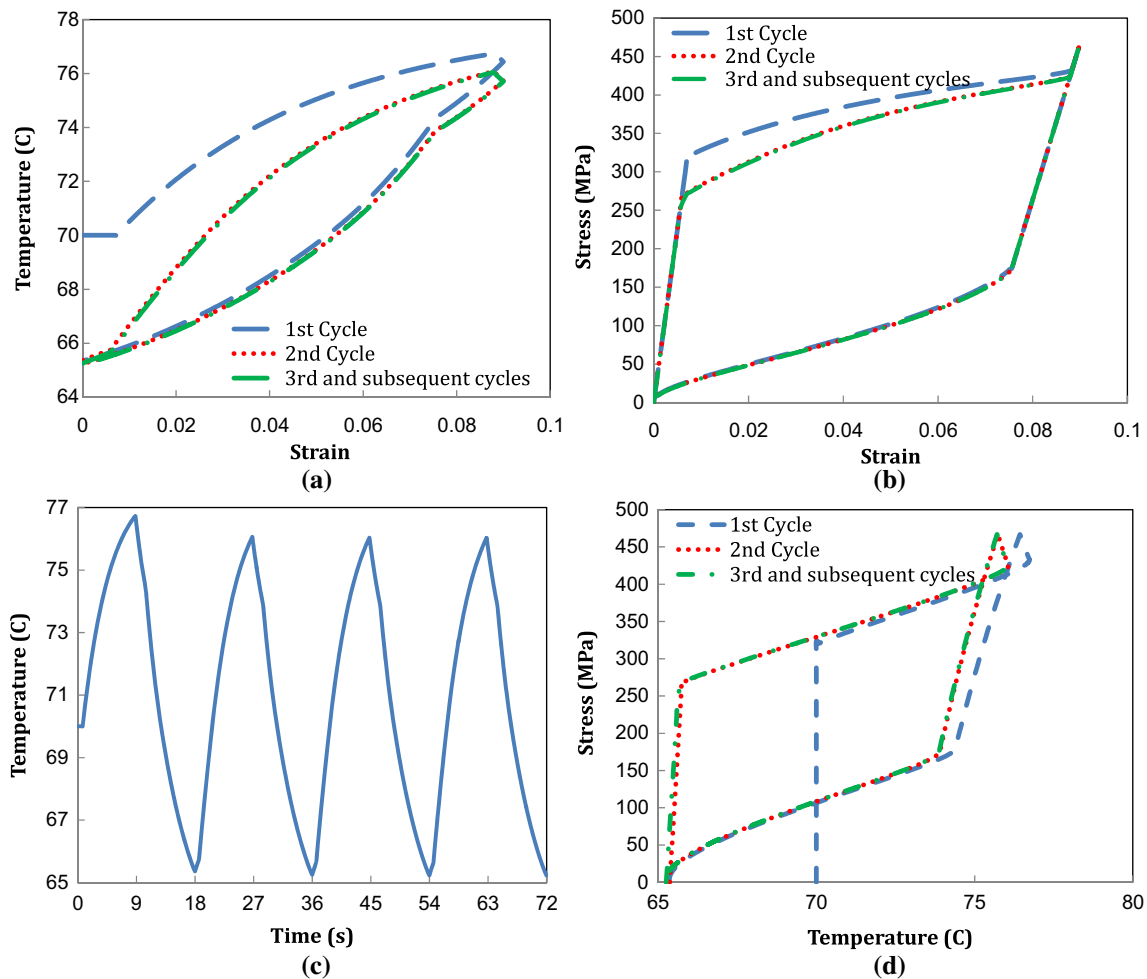 78
76
74
72
70
68
66
64
Temperature (C)
1st Cycle
2nd Cycle
3rd and subsequent cycles
0 0.02 0.04 0.06 0.08 0.1
Strain
(a)
500
450
400
350
300
250
200
150
100
50
0
Stress (MPa)
1st Cycle
2nd Cycle
3rd and subsequent cycles
0 0.02 0.04 0.06 0.08 0.1
Strain
(b)
77
75
73
71
69
67
65
Temperature (C)
0 9 18 27 36 45 54 63 72
Time (s)
(c)
500
450
400
350
300
250
200
150
100
50
0
Stress (MPa)
1st Cycle
2nd Cycle
3rd and subsequent cycles
65 70 75 80
Temperature (C)
(d)